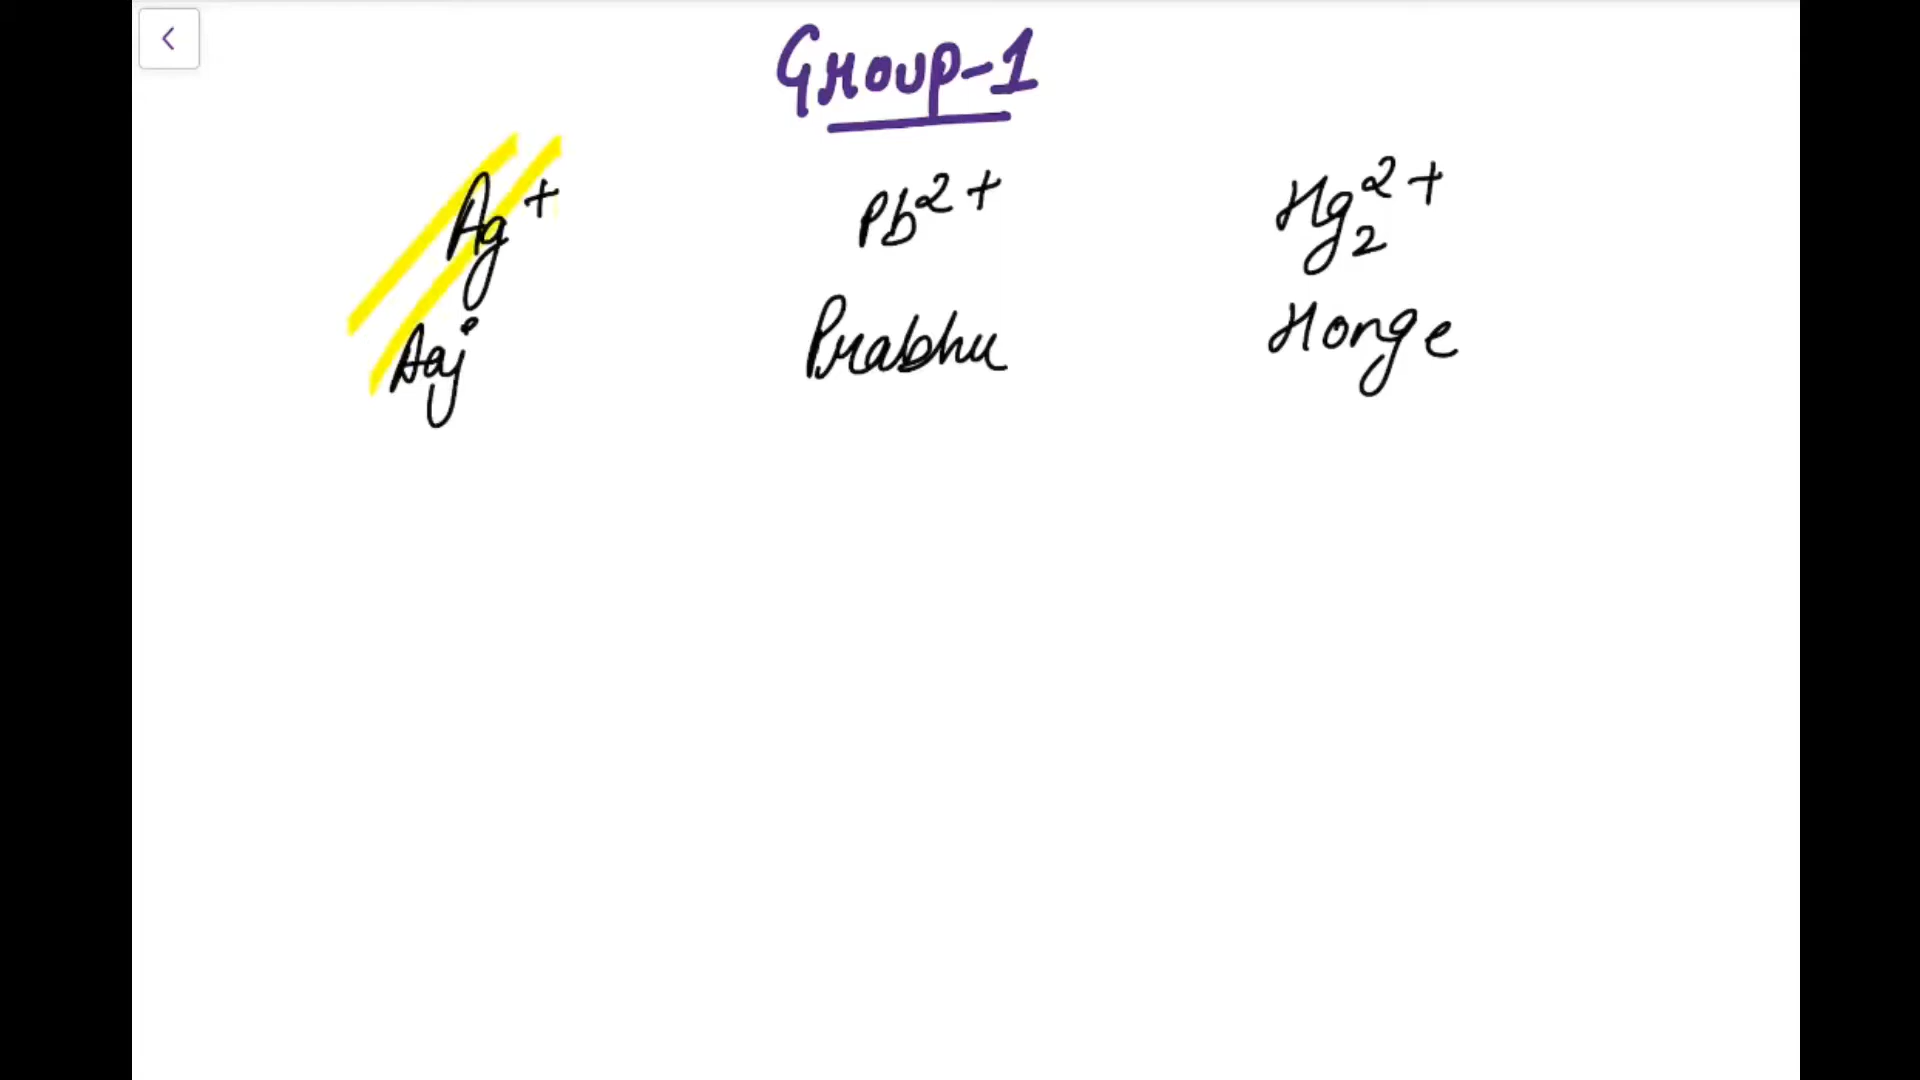 Group-1
Ag⁺ Pb²⁺ Hg₂²⁺
Aaj Prabhu Honge